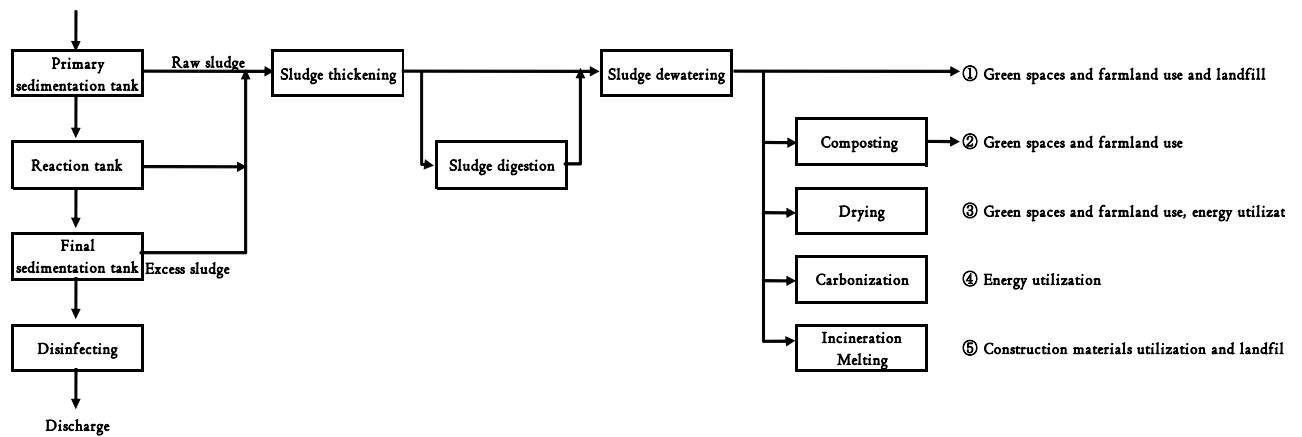 Primary
sedimentation tank
Raw sludge
Sludge thickening
Sludge dewatering
① Green spaces and farmland use and landfill
Reaction tank
Sludge digestion
Composting
② Green spaces and farmland use
Drying
③ Green spaces and farmland use, energy utilizat
Final
sedimentation tank
Excess sludge
Carbonization
④ Energy utilization
Disinfecting
Incineration
Melting
⑤ Construction materials utilization and landfil
Discharge